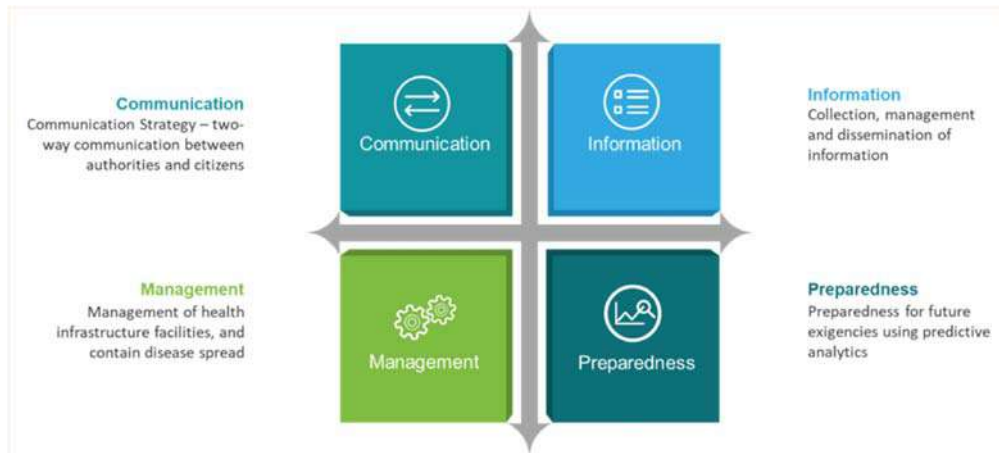 Communication
Communication Strategy – two-
way communication between
authorities and citizens
Communication
Information
Information
Collection, management
and dissemination of
information
Management
Management of health
infrastructure facilities, and
contain disease spread
Management
Preparedness
Preparedness
Preparedness for future
exigencies using predictive
analytics